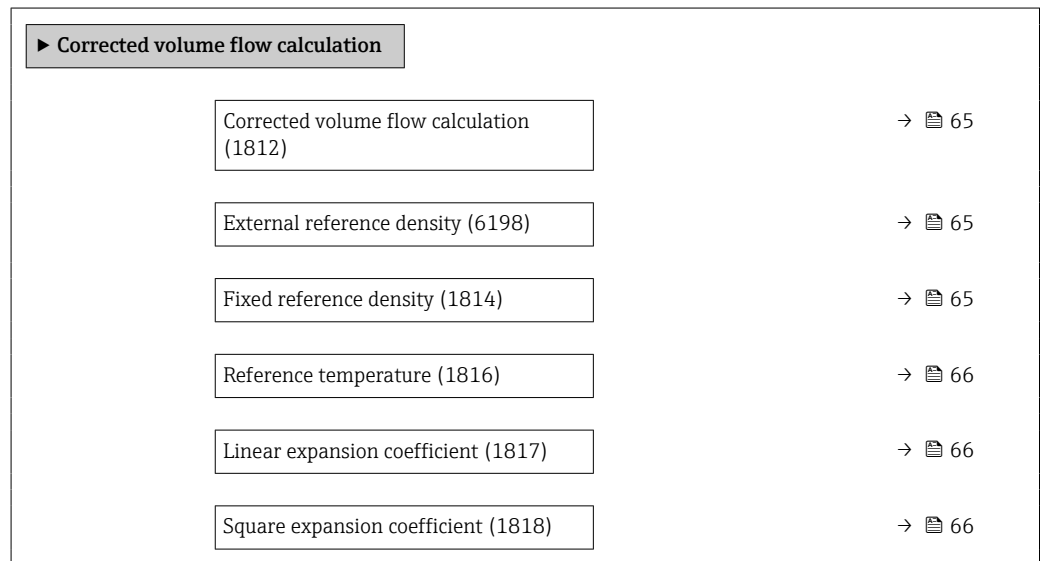 ▶ Corrected volume flow calculation
Corrected volume flow calculation → 65
(1812)
External reference density (6198) → 65
Fixed reference density (1814) → 65
Reference temperature (1816) → 66
Linear expansion coefficient (1817) → 66
Square expansion coefficient (1818) → 66